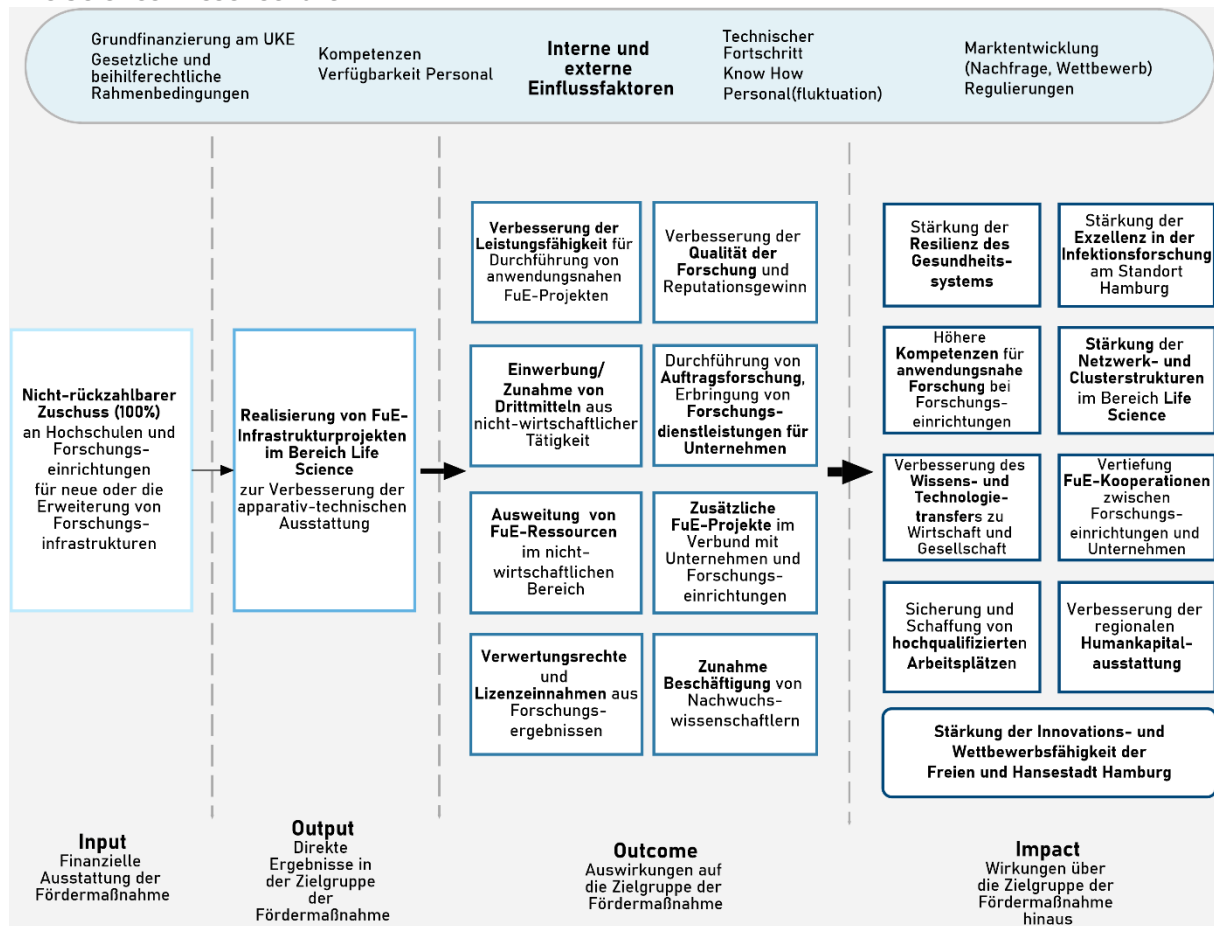 Grundfinanzierung am UKE
Gesetzliche und
beihilferechtliche
Rahmenbedingungen
Kompetenzen
Verfügbarkeit Personal
Interne und
externe
Einflussfaktoren
Technischer
Fortschritt
Know How
Personal(fluktuation)
Marktentwicklung
(Nachfrage, Wettbewerb)
Regulierungen
Nicht-rückzahlbarer
Zuschuss (100%)
an Hochschulen und
Forschungs-
einrichtungen
für neue oder die
Erweiterung von
Forschungs-
infrastrukturen
Realisierung von FuE-
Infrastrukturprojekten
im Bereich Life
Science
zur Verbesserung der
apparativ-technischen
Ausstattung
Verbesserung der
Leistungsfähigkeit für
Durchführung von
anwendungsnahen
FuE-Projekten
Verbesserung der
Qualität der
Forschung und
Reputationsgewinn
Einwerbung/
Zunahme von
Drittmitteln aus
nicht-wirtschaftlicher
Tätigkeit
Durchführung von
Auftragsforschung,
Erbringung von
Forschungs-
dienstleistungen für
Unternehmen
Ausweitung von
FuE-Ressourcen
im nicht-
wirtschaftlichen
Bereich
Zusätzliche
FuE-Projekte im
Verbund mit
Unternehmen und
Forschungs-
einrichtungen
Verwertungsrechte
und
Lizenzeinnahmen aus
Forschungs-
ergebnissen
Zunahme
Beschäftigung von
Nachwuchs-
wissenschaftlern
Stärkung der
Resilienz des
Gesundheits-
systems
Stärkung der
Exzellenz in der
Infektionsforschung
am Standort
Hamburg
Höhere
Kompetenzen für
anwendungsnahe
Forschung bei
Forschungs-
einrichtungen
Stärkung der
Netzwerk- und
Clusterstrukturen
im Bereich Life
Science
Verbesserung des
Wissens- und
Technologie-
transfers zu
Wirtschaft und
Gesellschaft
Vertiefung
FuE-Kooperationen
zwischen
Forschungs-
einrichtungen und
Unternehmen
Sicherung und
Schaffung von
hochqualifizierten
Arbeitsplätzen
Verbesserung der
regionalen
Humankapital-
ausstattung
Stärkung der Innovations- und
Wettbewerbsfähigkeit der
Freien und Hansestadt Hamburg
Input
Finanzielle
Ausstattung der
Fördermaßnahme
Output
Direkte
Ergebnisse in
der Zielgruppe
der
Fördermaßnahme
Outcome
Auswirkungen auf
die Zielgruppe der
Fördermaßnahme
Impact
Wirkungen über
die Zielgruppe der
Fördermaßnahme
hinaus